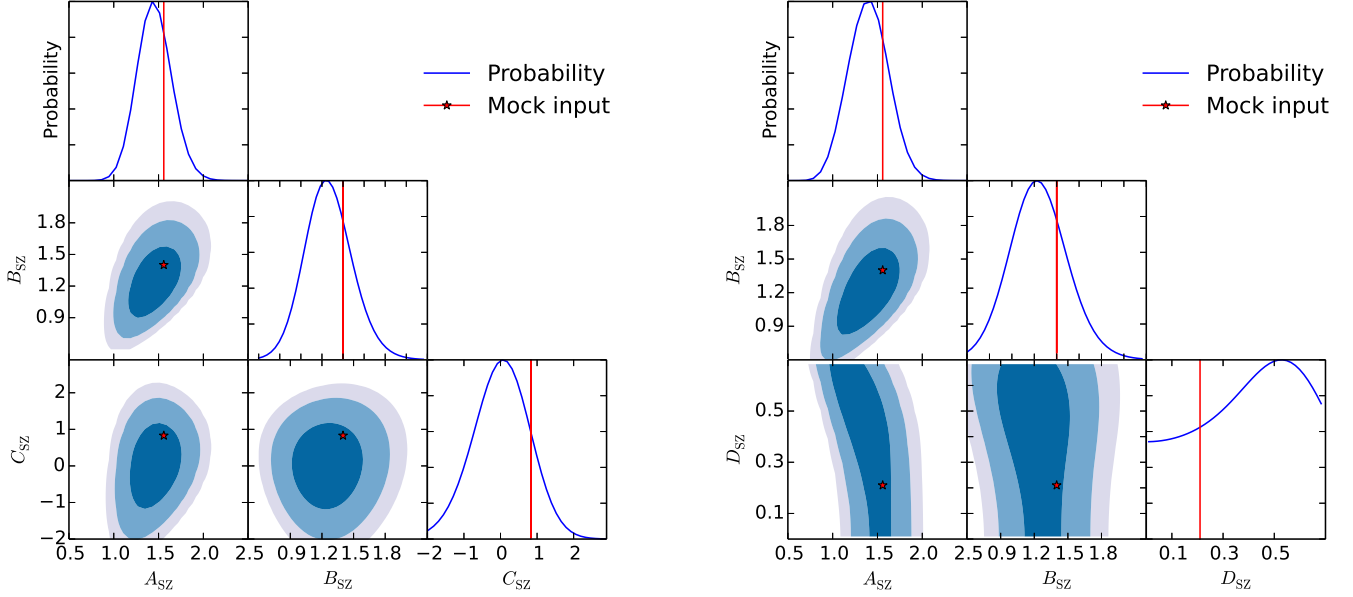 Probability
Probability
Mock input
1.8
1.5
1.2
0.9
B_SZ
2
1
0
−1
−2
C_SZ
0.5 1.0 1.5 2.0 2.5
0.9 1.2 1.5 1.8
−2 −1 0 1 2
A_SZ B_SZ C_SZ
Probability
Probability
Mock input
1.8
1.5
1.2
0.9
B_SZ
0.5
0.3
0.1
D_SZ
0.5 1.0 1.5 2.0 2.5
0.9 1.2 1.5 1.8
0.1 0.3 0.5
A_SZ B_SZ D_SZ